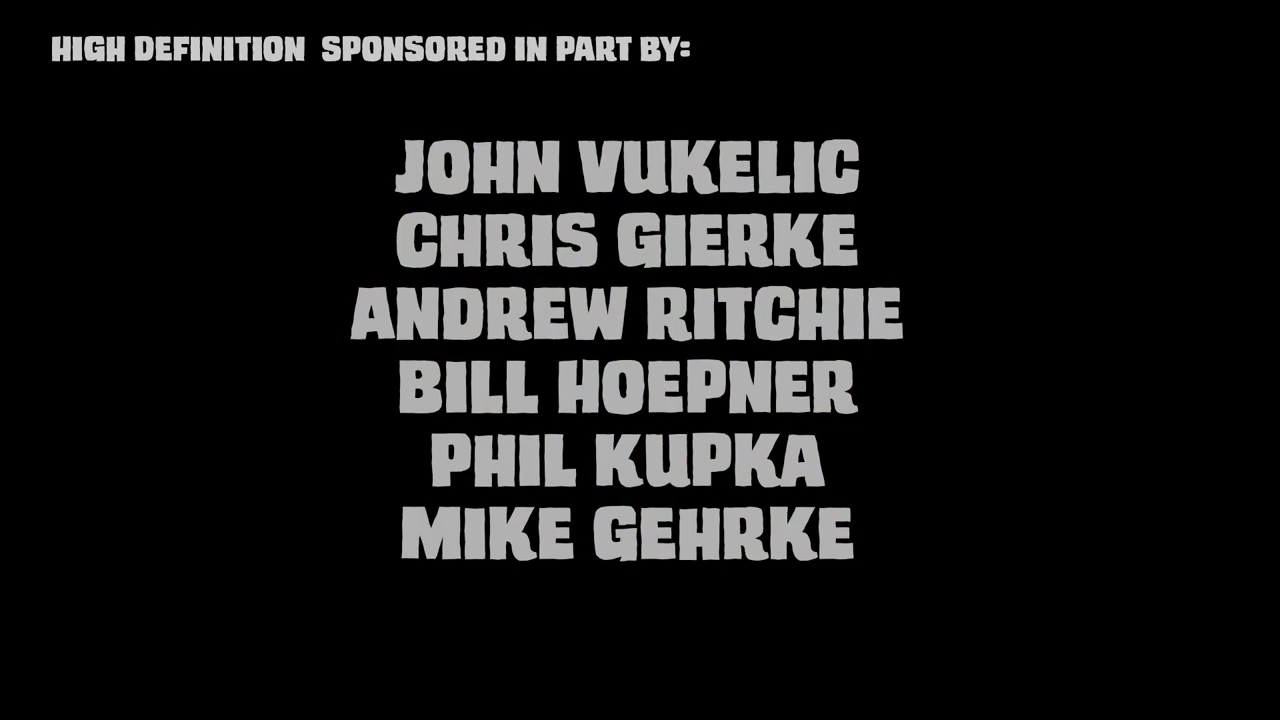 HIGH DEFINITION SPONSORED IN PART BY:
JOHN VUKELIC
CHRIS GIERKE
ANDREW RITCHIE
BILL HOEPNER
PHIL KUPKA
MIKE GEHRKE